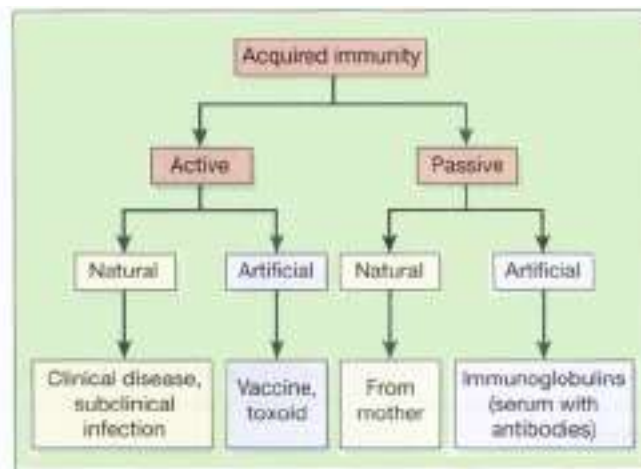 Acquired immunity
Active
Passive
Natural
Artificial
Natural
Artificial
Clinical disease,
subclinical
infection
Vaccine,
toxoid
From
mother
Immunoglobulins
(serum with
antibodies)